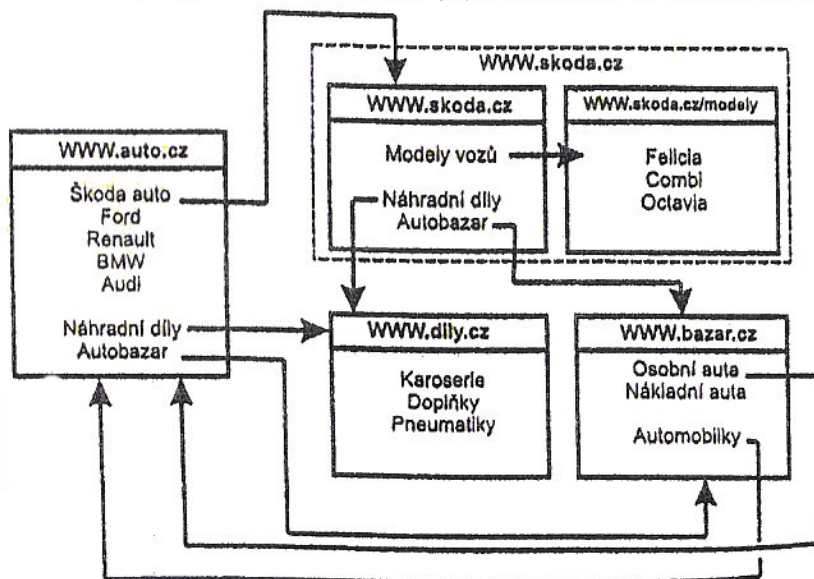 WWW.skoda.cz
WWW.skoda.cz
Modely vozů
Náhradní díly
Autobazar
WWW.skoda.cz/modely
Felicia
Combi
Octavia
WWW.auto.cz
Škoda auto
Ford
Renault
BMW
Audi
Náhradní díly
Autobazar
WWW.dily.cz
Karoserie
Doplňky
Pneumatiky
WWW.bazar.cz
Osobní auta
Nákladní auta
Automobilky